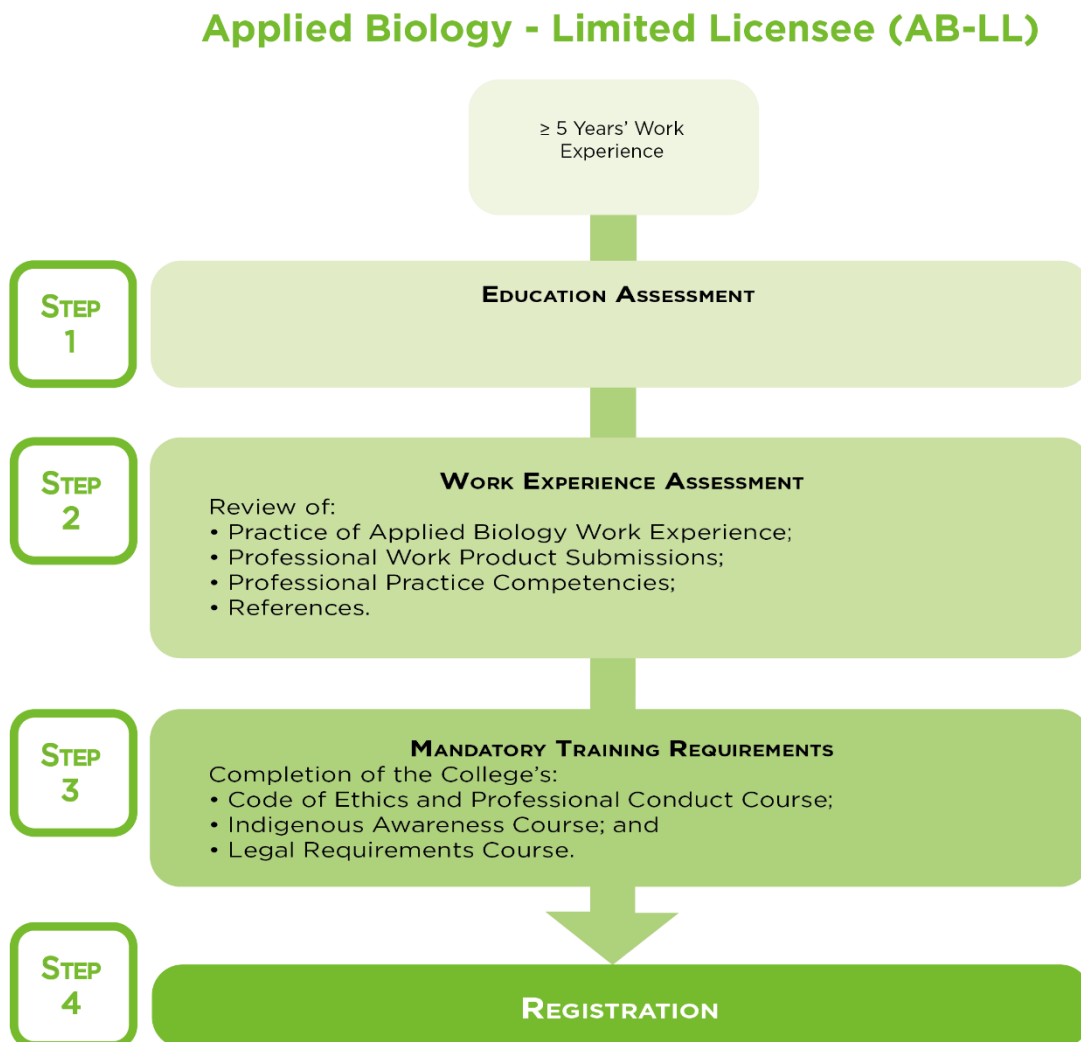 Applied Biology - Limited Licensee (AB-LL)
≥ 5 Years’ Work
Experience
STEP
1
EDUCATION ASSESSMENT
STEP
2
WORK EXPERIENCE ASSESSMENT
Review of:
• Practice of Applied Biology Work Experience;
• Professional Work Product Submissions;
• Professional Practice Competencies;
• References.
STEP
3
MANDATORY TRAINING REQUIREMENTS
Completion of the College’s:
• Code of Ethics and Professional Conduct Course;
• Indigenous Awareness Course; and
• Legal Requirements Course.
STEP
4
REGISTRATION